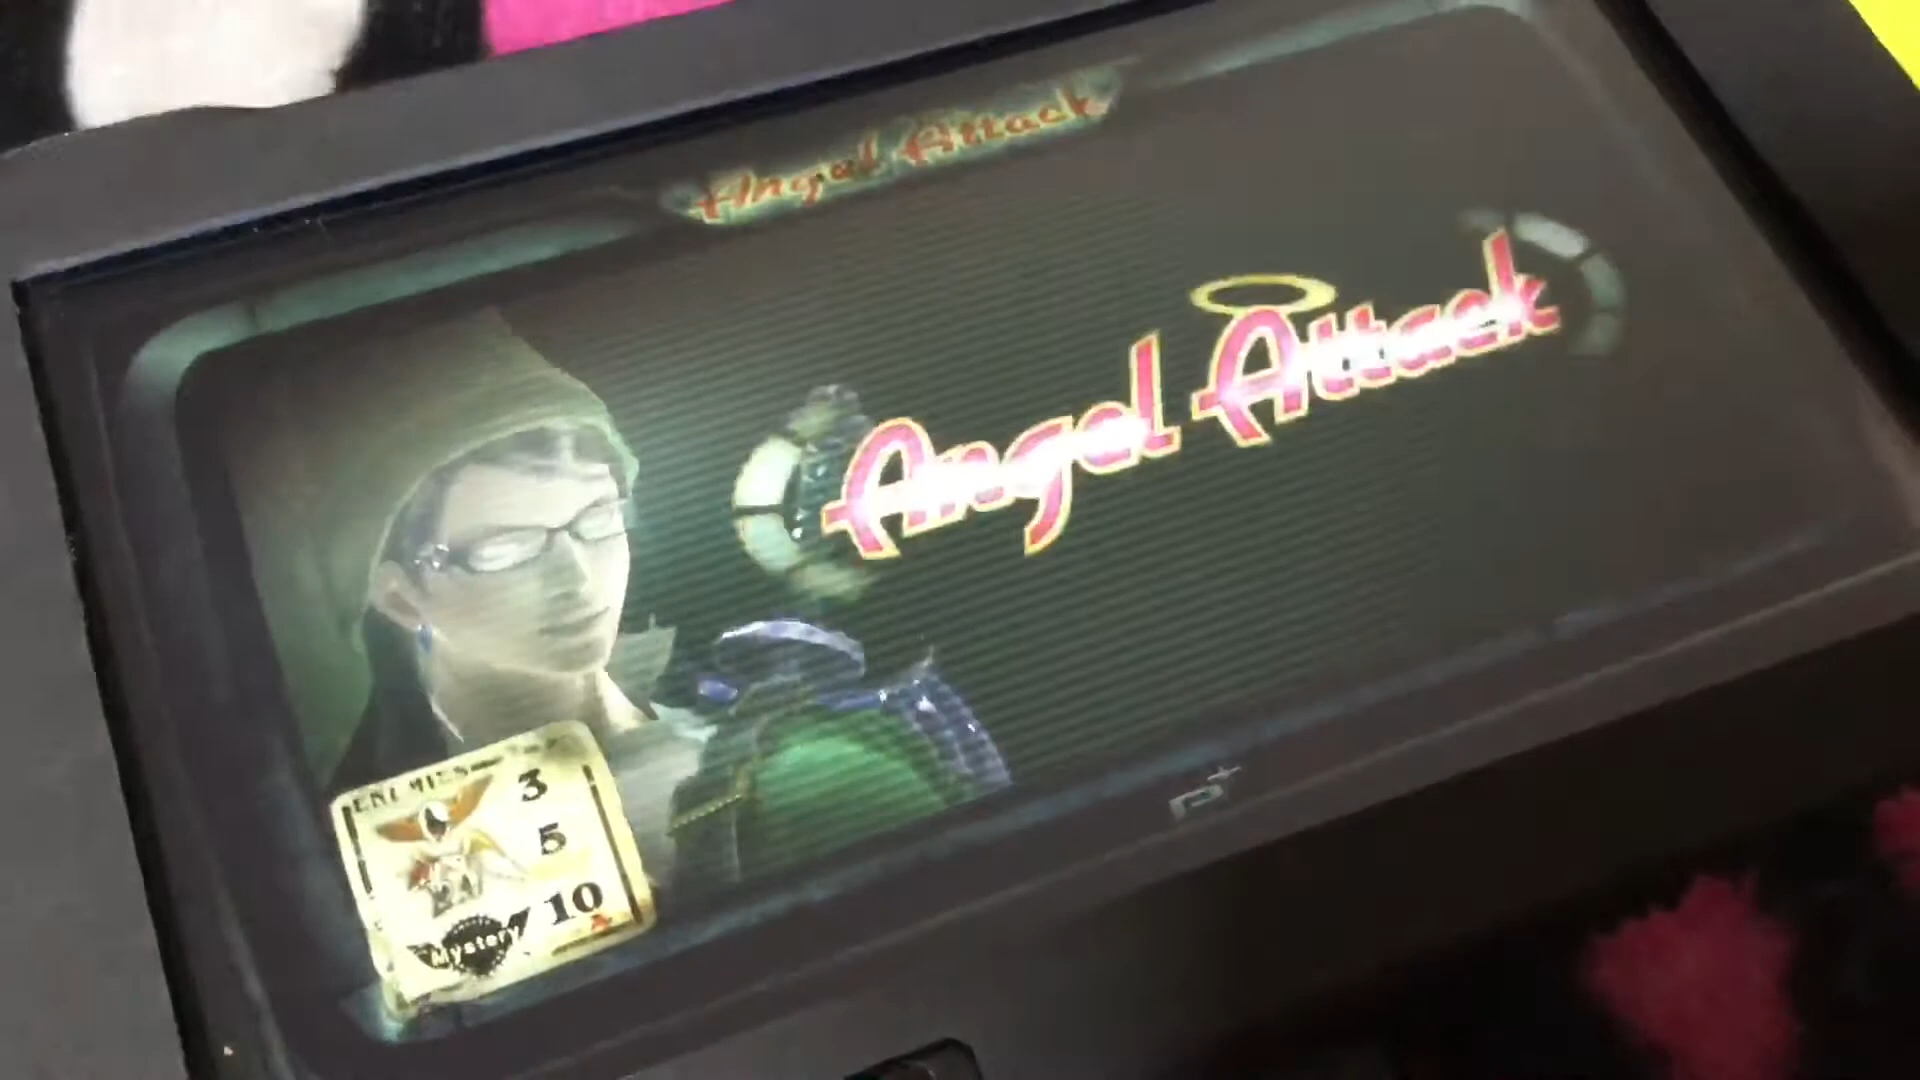 Angel Attack
Angel Attack
ENEMIES
3
5
10
Mystery